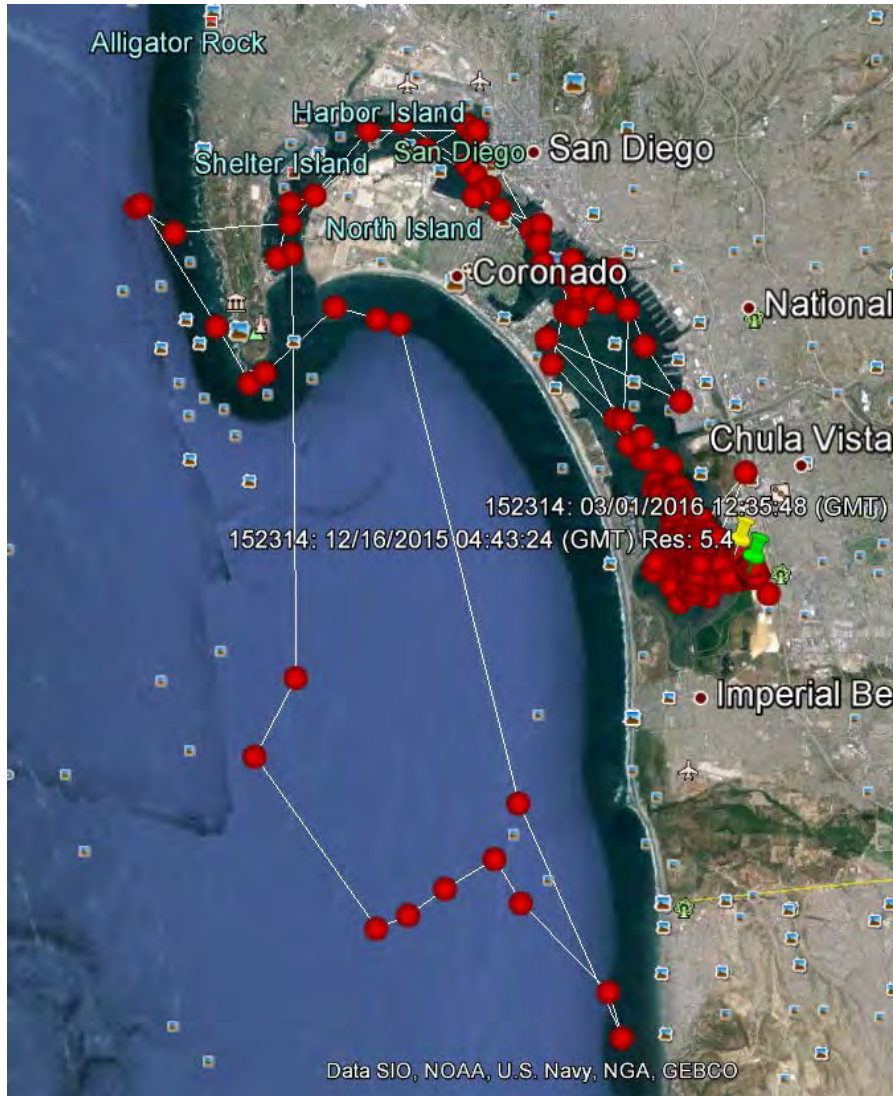 Alligator Rock
Harbor Island
San Diego
San Diego
Shelter Island
North Island
Coronado
National
Chula Vista
152314: 03/01/2016 12:35:48 (GMT)
152314: 12/16/2015 04:43:24 (GMT) Res: 5.4
Imperial Be
Data SIO, NOAA, U.S. Navy, NGA, GEBCO